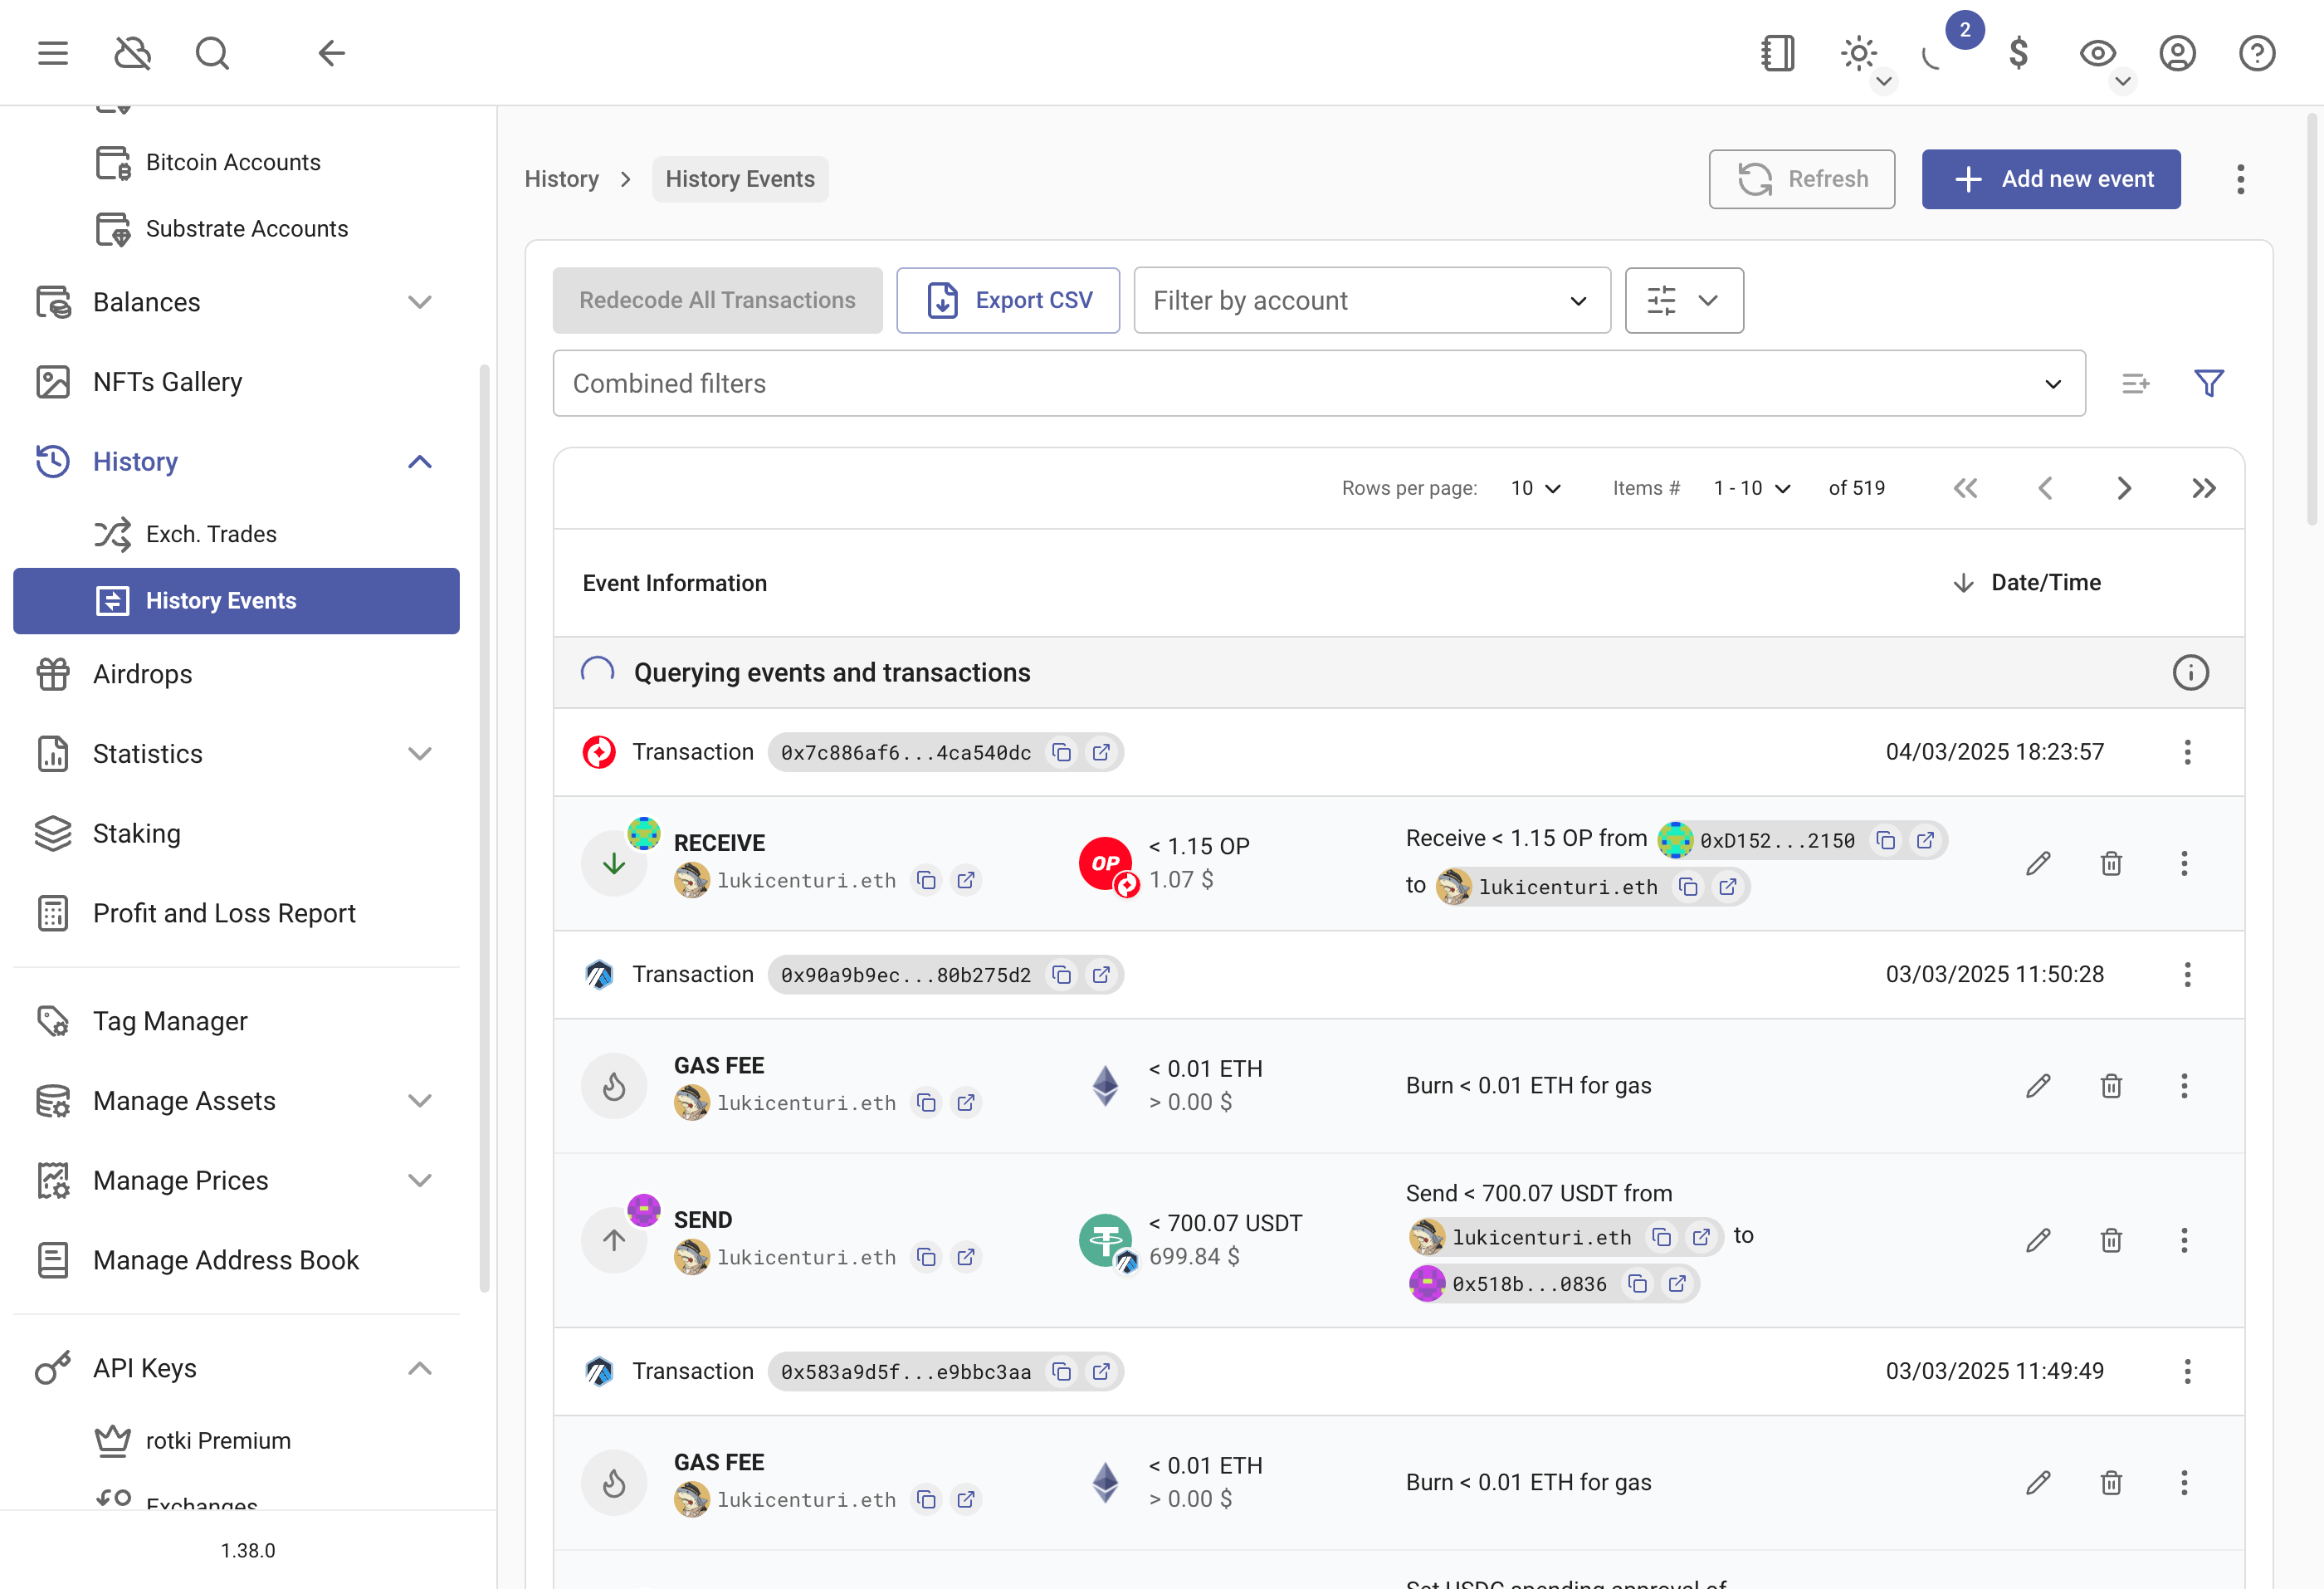 2
Bitcoin Accounts
Substrate Accounts
Balances
NFTs Gallery
History
Exch. Trades
History Events
Airdrops
Statistics
Staking
Profit and Loss Report
Tag Manager
Manage Assets
Manage Prices
Manage Address Book
API Keys
rotki Premium
Exchanges
1.38.0
History > History Events
Refresh
Add new event
Redecode All Transactions
Export CSV
Filter by account
Combined filters
Rows per page: 10 Items # 1 - 10 of 519
Event Information Date/Time
Querying events and transactions
Transaction 0x7c886af6...4ca540dc 04/03/2025 18:23:57
RECEIVE
lukicenturi.eth
OP
< 1.15 OP
1.07 $
Receive < 1.15 OP from 0xD152...2150
to lukicenturi.eth
Transaction 0x90a9b9ec...80b275d2 03/03/2025 11:50:28
GAS FEE
lukicenturi.eth
< 0.01 ETH
> 0.00 $
Burn < 0.01 ETH for gas
SEND
lukicenturi.eth
< 700.07 USDT
699.84 $
Send < 700.07 USDT from
lukicenturi.eth to
0x518b...0836
Transaction 0x583a9d5f...e9bbc3aa 03/03/2025 11:49:49
GAS FEE
lukicenturi.eth
< 0.01 ETH
> 0.00 $
Burn < 0.01 ETH for gas
Set USDC spending approval of